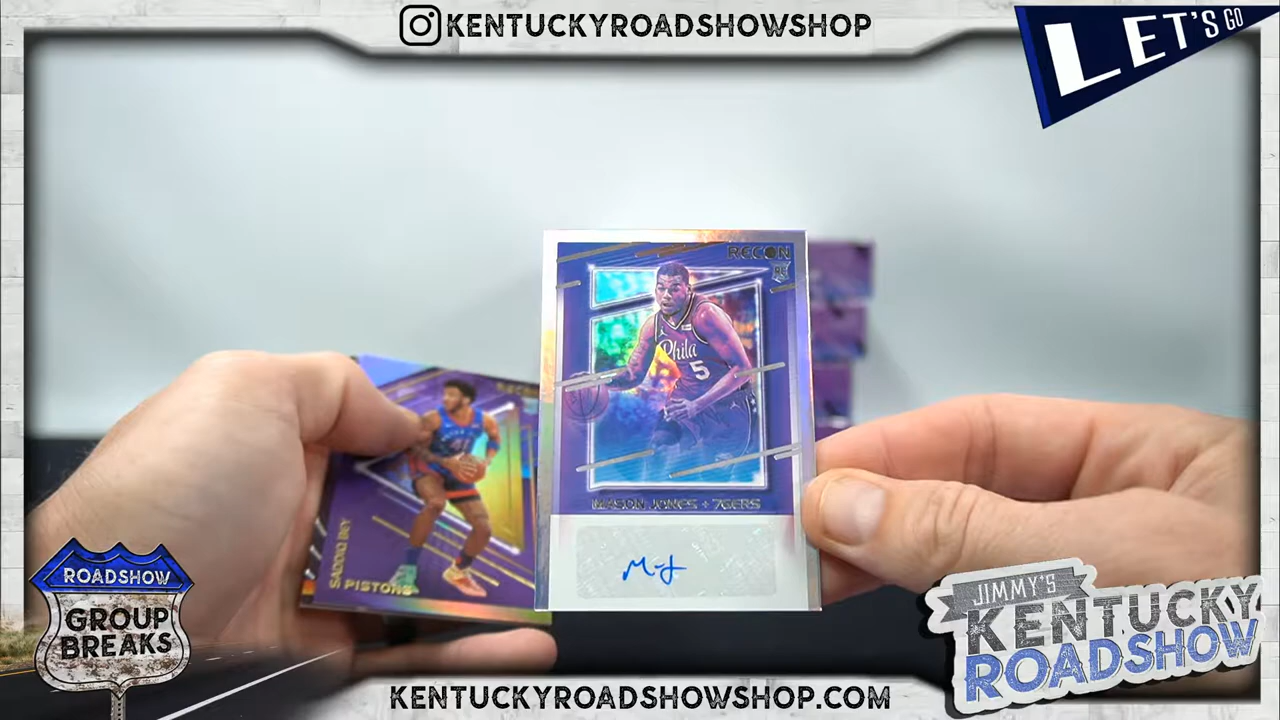 KENTUCKYROADSHOWSHOP
LET'S GO
RECON
RC
Phila
5
MASON JONES • 76ERS
M-J
SADDIQ BEY
PISTONS
ROADSHOW
GROUP
BREAKS
JIMMY'S
KENTUCKY
ROADSHOW
KENTUCKYROADSHOWSHOP.COM